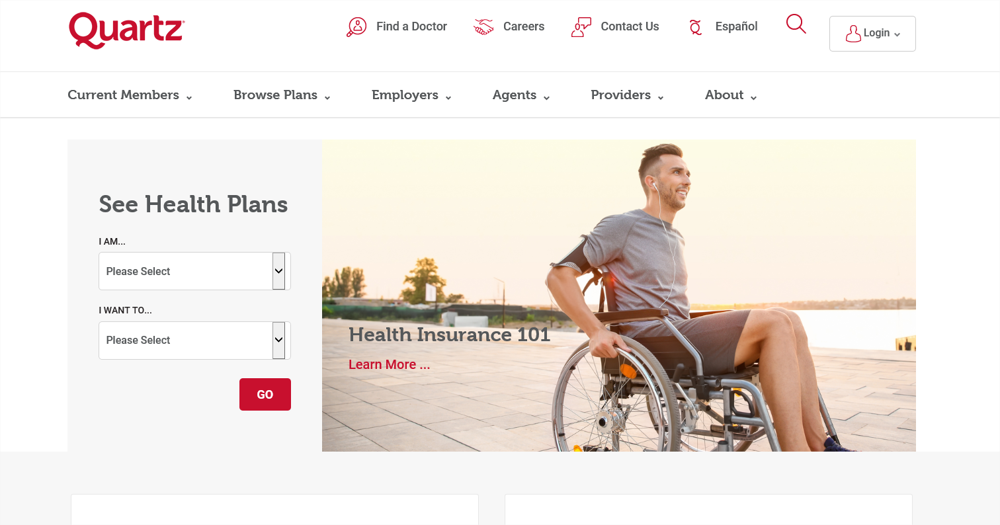 Quartz
Find a Doctor
Careers
Contact Us
Español
Login
Current Members
Browse Plans
Employers
Agents
Providers
About
See Health Plans
I AM...
Please Select
I WANT TO...
Please Select
GO
Health Insurance 101
Learn More ...